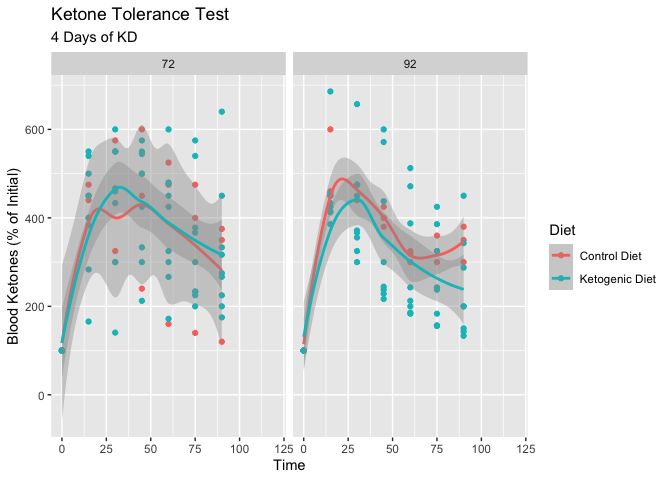 Ketone Tolerance Test
4 Days of KD
72
92
Blood Ketones (% of Initial)
600
400
200
0
0 25 50 75 100 125
0 25 50 75 100 125
Time
Diet
Control Diet
Ketogenic Diet